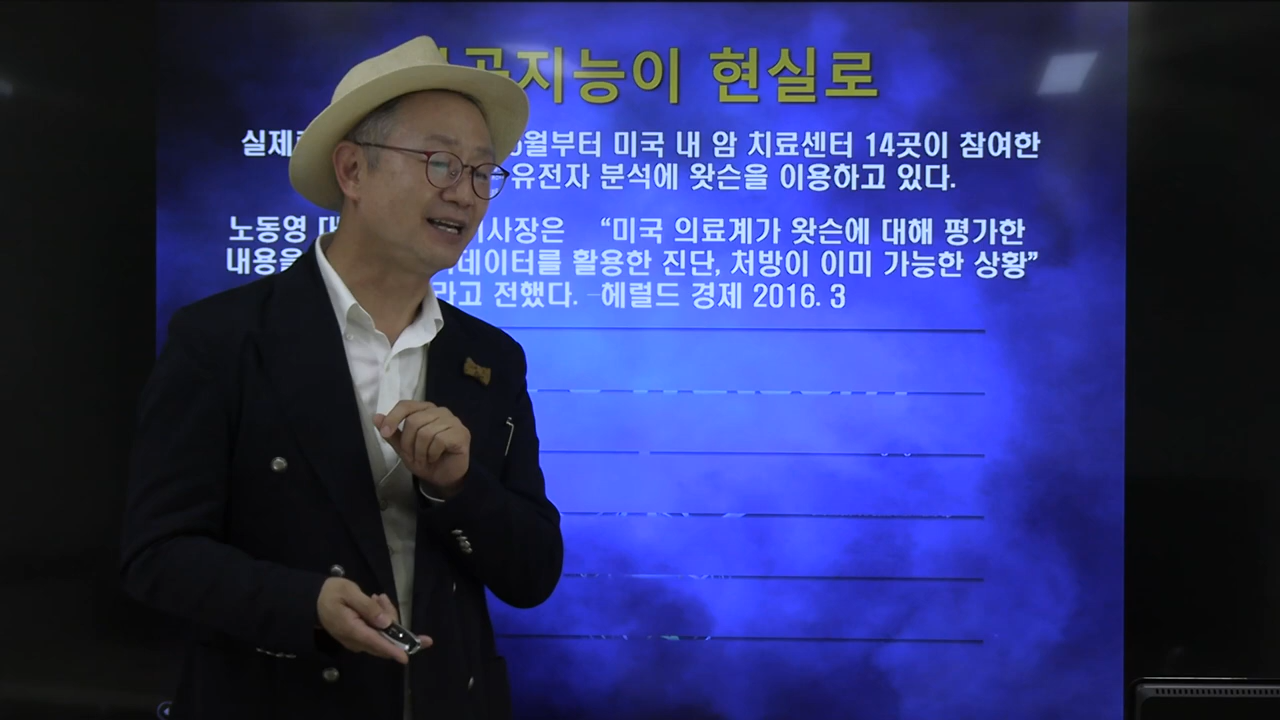 공지능이 현실로
실제 월부터 미국 내 암 치료센터 14곳이 참여한
유전자 분석에 왓슨을 이용하고 있다.
노동영 사장은 “미국 의료계가 왓슨에 대해 평가한
내용을 데이터를 활용한 진단, 처방이 이미 가능한 상황”
라고 전했다. -헤럴드 경제 2016. 3